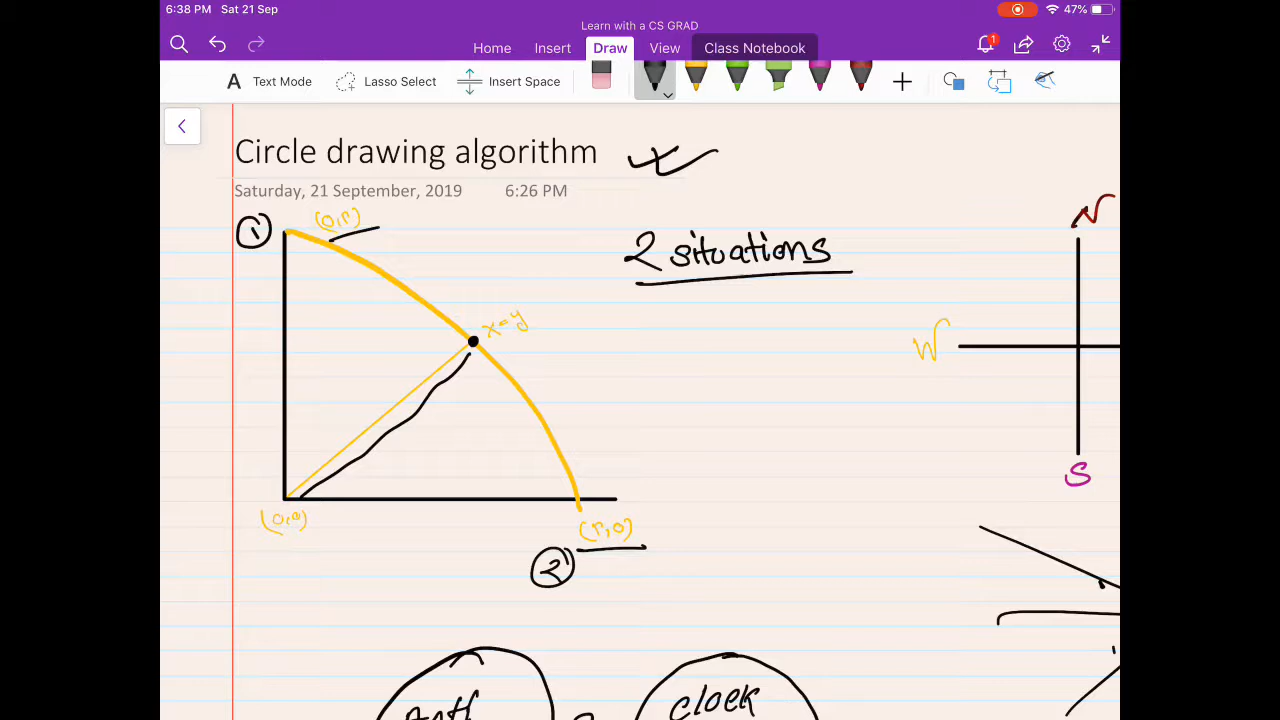 6:38 PM Sat 21 Sep 47%
Learn with a CS GRAD
Home Insert Draw View Class Notebook 1
A Text Mode Lasso Select Insert Space
Circle drawing algorithm
Saturday, 21 September, 2019 6:26 PM
1 (0,r)
2 situations
N
x=y
W
S
(0,0)
(r,0)
2
Anti
Clock